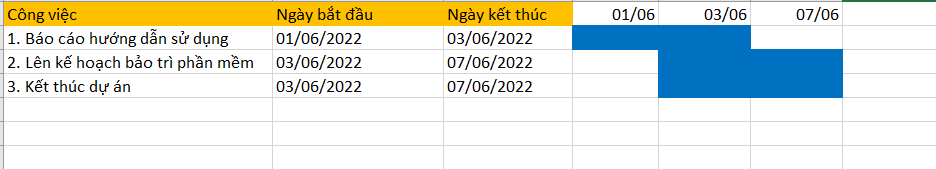 Công việc Ngày bắt đầu Ngày kết thúc 01/06 03/06 07/06
1. Báo cáo hướng dẫn sử dụng 01/06/2022 03/06/2022
2. Lên kế hoạch bảo trì phần mềm 03/06/2022 07/06/2022
3. Kết thúc dự án 03/06/2022 07/06/2022